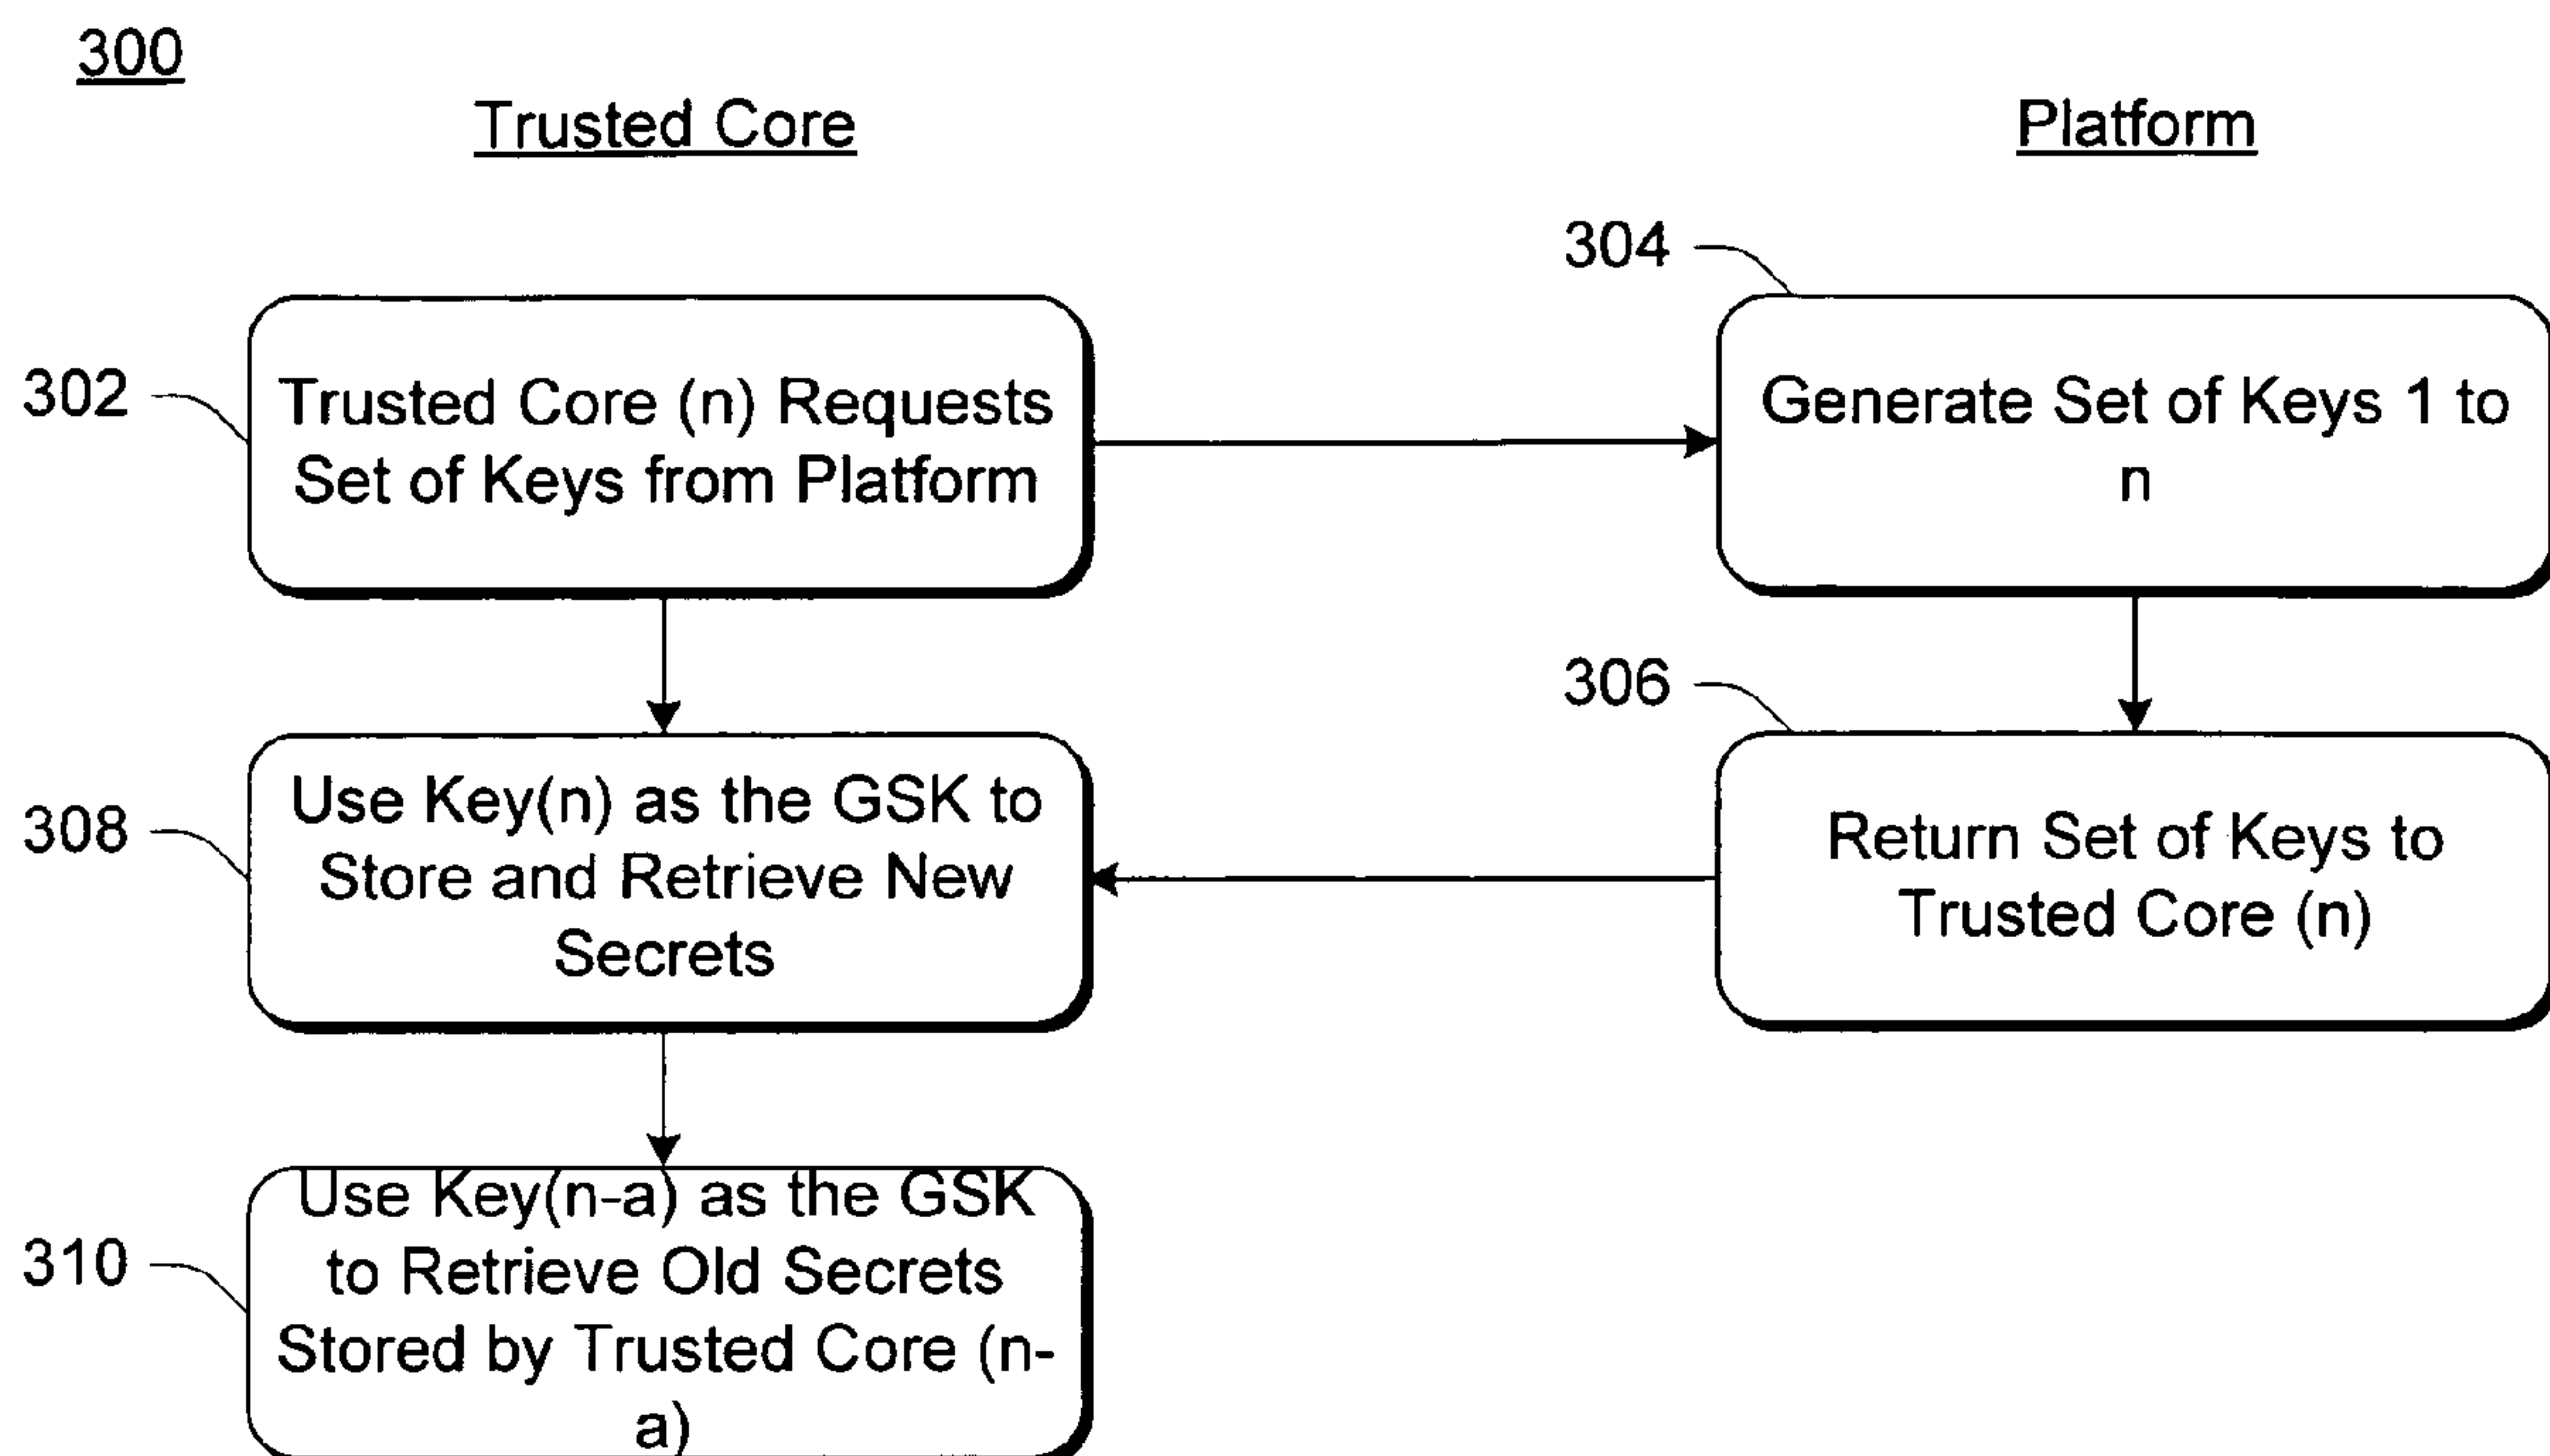 300
Trusted Core
Platform
304
302
Trusted Core (n) Requests
Set of Keys from Platform
Generate Set of Keys 1 to
n
306
308
Use Key(n) as the GSK to
Store and Retrieve New
Secrets
Return Set of Keys to
Trusted Core (n)
310
Use Key(n-a) as the GSK
to Retrieve Old Secrets
Stored by Trusted Core (n-
a)